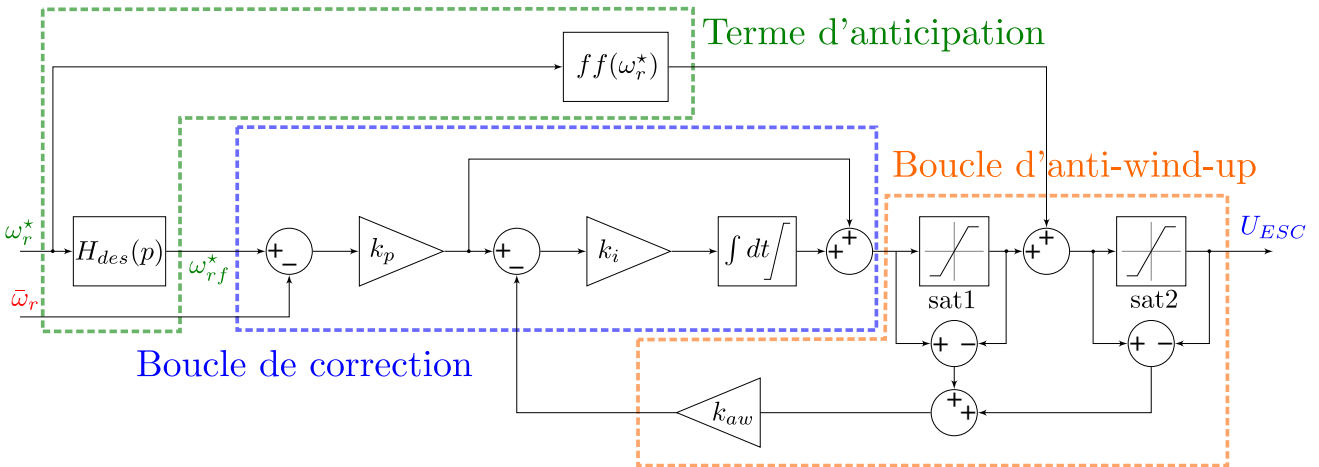 Terme d'anticipation
ff(ω_r^⋆)
Boucle d'anti-wind-up
ω_r^⋆
H_des(p)
ω_rf^⋆
+
−
k_p
+
−
k_i
∫ dt
+
+
+
+
U_ESC
ω̄_r
sat1
sat2
+ −
+ −
Boucle de correction
k_aw
+
+